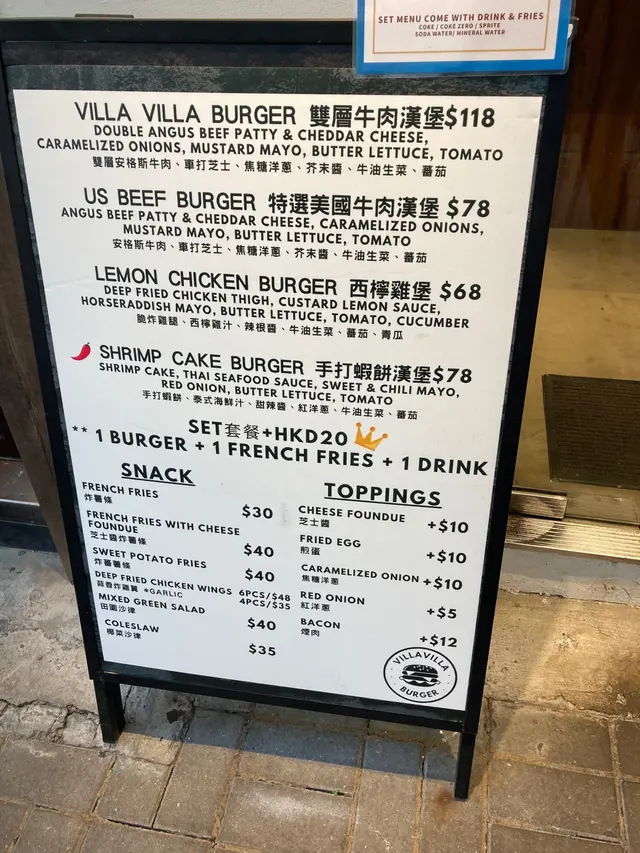 SET MENU COME WITH DRINK & FRIES
COKE / COKE ZERO / SPRITE
SODA WATER/ MINERAL WATER
VILLA VILLA BURGER 雙層牛肉漢堡$118
DOUBLE ANGUS BEEF PATTY & CHEDDAR CHEESE,
CARAMELIZED ONIONS, MUSTARD MAYO, BUTTER LETTUCE, TOMATO
雙層安格斯牛肉、車打芝士、焦糖洋蔥、芥末醬、牛油生菜、蕃茄
US BEEF BURGER 特選美國牛肉漢堡 $78
ANGUS BEEF PATTY & CHEDDAR CHEESE, CARAMELIZED ONIONS,
MUSTARD MAYO, BUTTER LETTUCE, TOMATO
安格斯牛肉、車打芝士、焦糖洋蔥、芥末醬、牛油生菜、蕃茄
LEMON CHICKEN BURGER 西檸雞堡 $68
DEEP FRIED CHICKEN THIGH, CUSTARD LEMON SAUCE,
HORSERADDISH MAYO, BUTTER LETTUCE, TOMATO, CUCUMBER
脆炸雞腿、西檸雞汁、辣根醬、牛油生菜、蕃茄、青瓜
SHRIMP CAKE BURGER 手打蝦餅漢堡$78
SHRIMP CAKE, THAI SEAFOOD SAUCE, SWEET & CHILI MAYO,
RED ONION, BUTTER LETTUCE, TOMATO
手打蝦餅、泰式海鮮汁、甜辣醬、紅洋蔥、牛油生菜、蕃茄
SET套餐+HKD20
** 1 BURGER + 1 FRENCH FRIES + 1 DRINK
SNACK
FRENCH FRIES
炸薯條
$30
FRENCH FRIES WITH CHEESE
FOUNDUE
芝士醬炸薯條
$40
SWEET POTATO FRIES
炸蕃薯條
$40
DEEP FRIED CHICKEN WINGS 6PCS/$48
蒜香炸雞翼 *GARLIC 4PCS/$35
MIXED GREEN SALAD
田園沙律
$40
COLESLAW
椰菜沙律
$35
TOPPINGS
CHEESE FOUNDUE
芝士醬
+$10
FRIED EGG
煎蛋
+$10
CARAMELIZED ONION +$10
焦糖洋蔥
RED ONION
紅洋蔥
+$5
BACON
煙肉
+$12
VILLAVILLA
BURGER